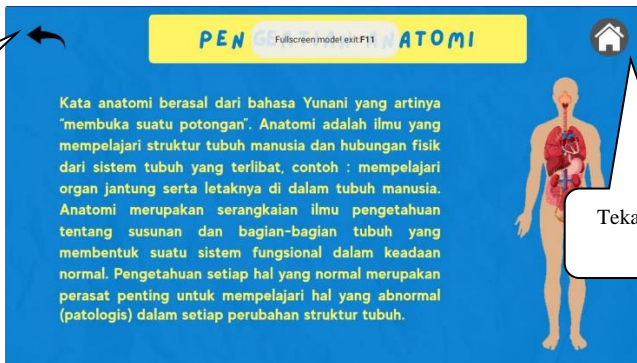 PEN ATOMI
Fullscreen mode! exit:F11
Kata anatomi berasal dari bahasa Yunani yang artinya
"membuka suatu potongan". Anatomi adalah ilmu yang
mempelajari struktur tubuh manusia dan hubungan fisik
dari sistem tubuh yang terlibat, contoh : mempelajari
organ jantung serta letaknya di dalam tubuh manusia.
Anatomi merupakan serangkaian ilmu pengetahuan
tentang susunan dan bagian-bagian tubuh yang
membentuk suatu sistem fungsional dalam keadaan
normal. Pengetahuan setiap hal yang normal merupakan
perasat penting untuk mempelajari hal yang abnormal
(patologis) dalam setiap perubahan struktur tubuh.
Teka